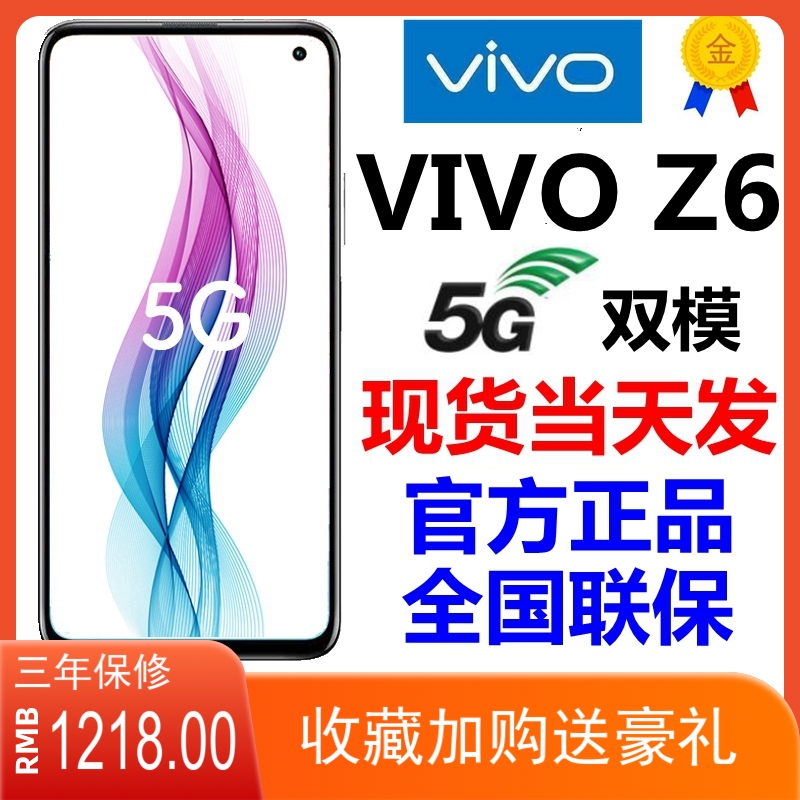 vivo
金
VIVO Z6
5G
5G 双模
现货当天发
官方正品
全国联保
三年保修
RMB 1218.00
收藏加购送豪礼